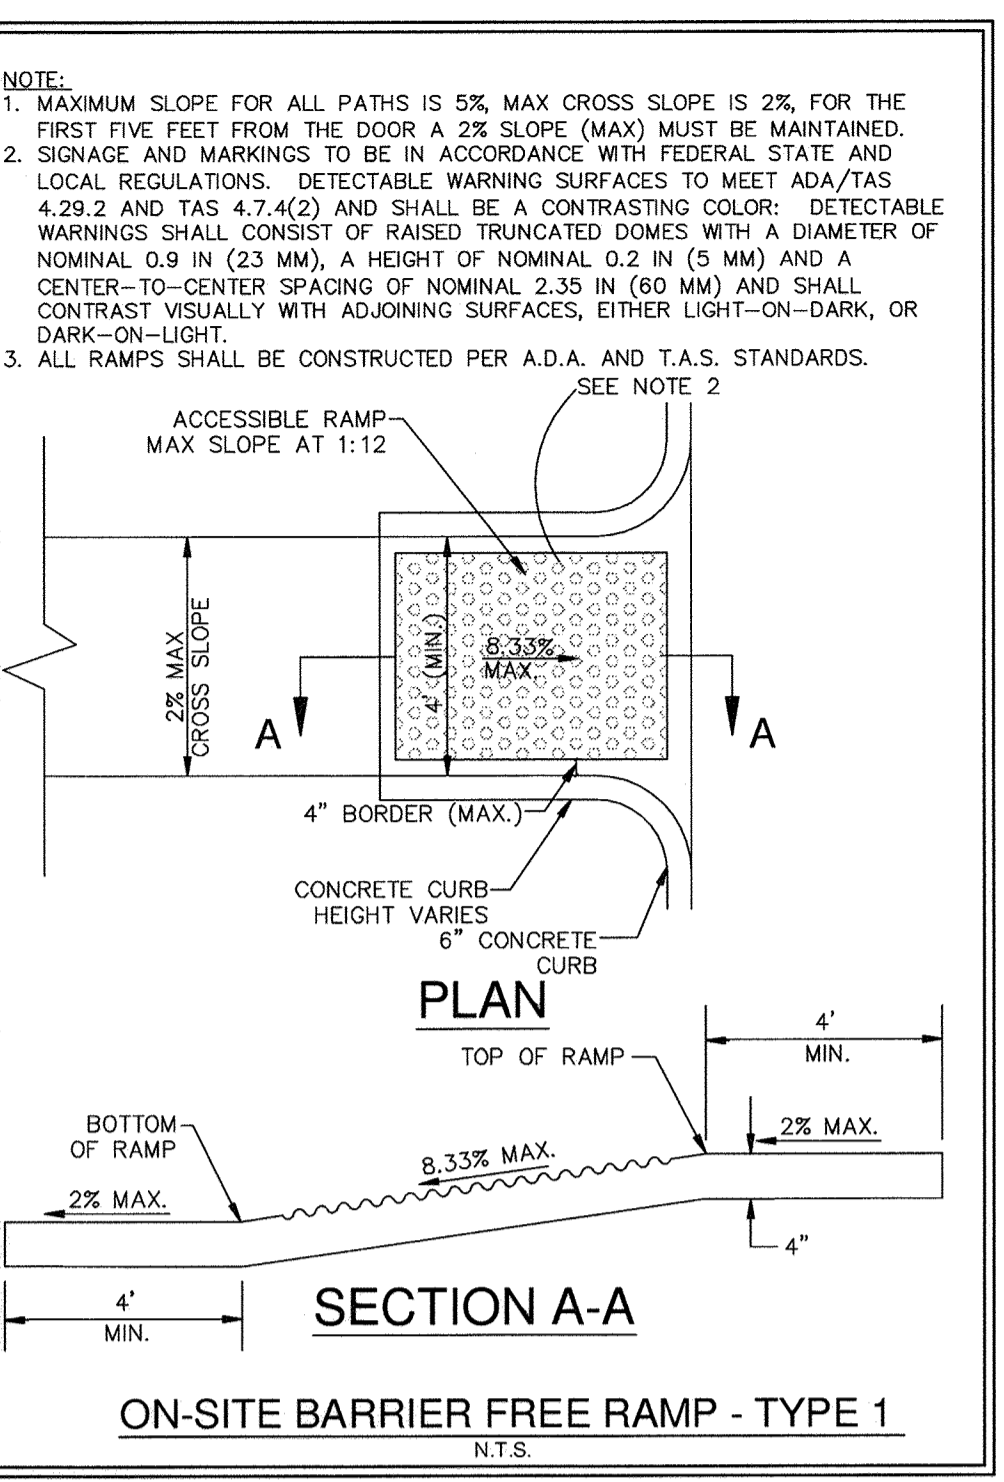 NOTE:
1. MAXIMUM SLOPE FOR ALL PATHS IS 5%, MAX CROSS SLOPE IS 2%, FOR THE
FIRST FIVE FEET FROM THE DOOR A 2% SLOPE (MAX) MUST BE MAINTAINED.
2. SIGNAGE AND MARKINGS TO BE IN ACCORDANCE WITH FEDERAL STATE AND
LOCAL REGULATIONS. DETECTABLE WARNING SURFACES TO MEET ADA/TAS
4.29.2 AND TAS 4.7.4(2) AND SHALL BE A CONTRASTING COLOR: DETECTABLE
WARNINGS SHALL CONSIST OF RAISED TRUNCATED DOMES WITH A DIAMETER OF
NOMINAL 0.9 IN (23 MM), A HEIGHT OF NOMINAL 0.2 IN (5 MM) AND A
CENTER-TO-CENTER SPACING OF NOMINAL 2.35 IN (60 MM) AND SHALL
CONTRAST VISUALLY WITH ADJOINING SURFACES, EITHER LIGHT-ON-DARK, OR
DARK-ON-LIGHT.
3. ALL RAMPS SHALL BE CONSTRUCTED PER A.D.A. AND T.A.S. STANDARDS.
SEE NOTE 2
ACCESSIBLE RAMP
MAX SLOPE AT 1:12
2% MAX
CROSS SLOPE
4' (MIN.)
8.33%
MAX.
A
A
4" BORDER (MAX.)
CONCRETE CURB
HEIGHT VARIES
6" CONCRETE
CURB
PLAN
4'
MIN.
TOP OF RAMP
BOTTOM
OF RAMP
2% MAX.
8.33% MAX.
2% MAX.
4"
4'
MIN.
SECTION A-A
ON-SITE BARRIER FREE RAMP - TYPE 1
N.T.S.